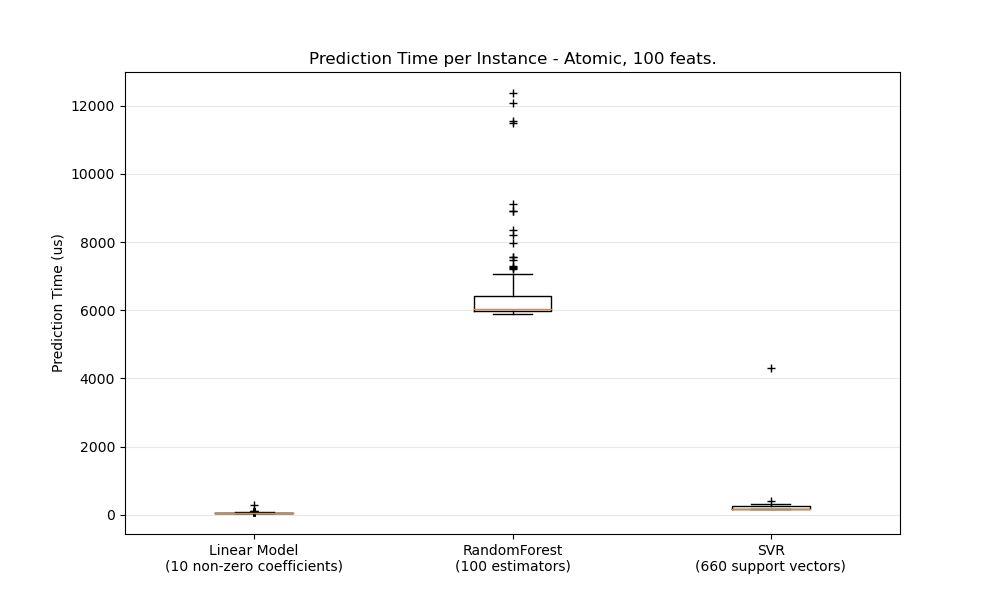 Prediction Time per Instance - Atomic, 100 feats.
12000
10000
8000
6000
4000
2000
0
Prediction Time (us)
Linear Model
(10 non-zero coefficients)
RandomForest
(100 estimators)
SVR
(660 support vectors)